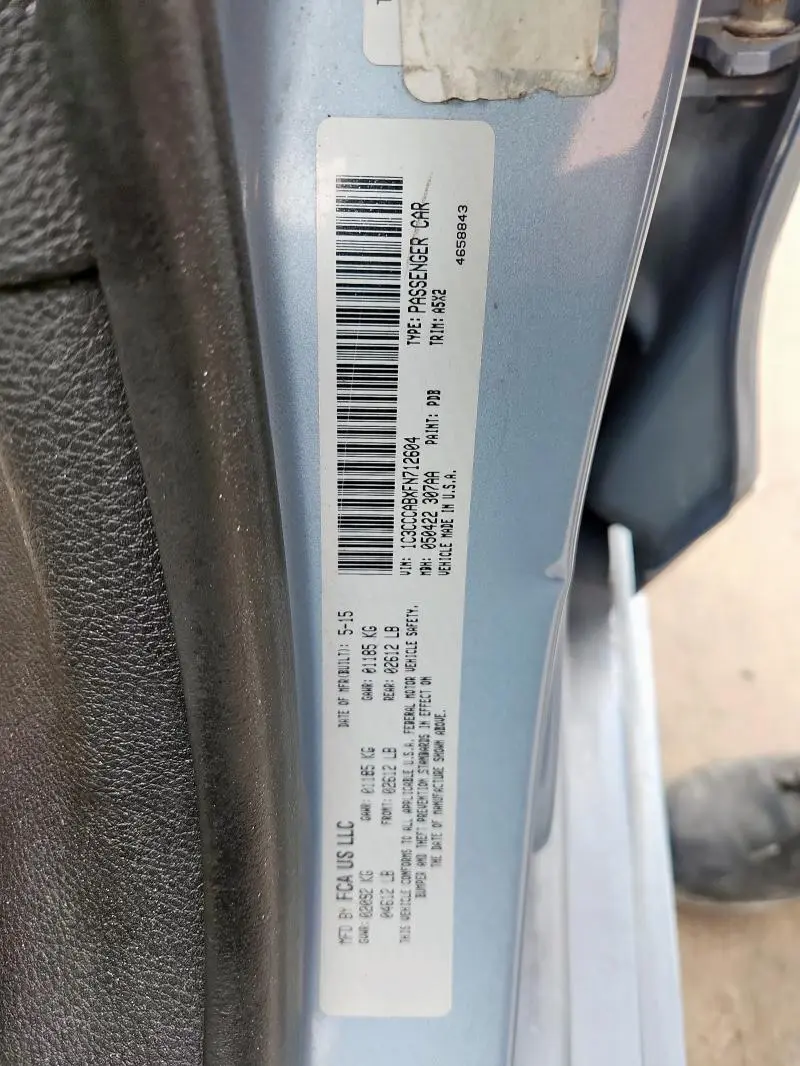 MFD BY FCA US LLC
DATE OF MFR(BUILT): 5-15
GVWR: 02092 KG
GAWR: 01185 KG
GAWR: 01185 KG
04612 LB
FRONT: 02612 LB
REAR: 02612 LB
THIS VEHICLE CONFORMS TO ALL APPLICABLE U.S.A. FEDERAL MOTOR VEHICLE SAFETY,
BUMPER AND THEFT PREVENTION STANDARDS IN EFFECT ON
THE DATE OF MANUFACTURE SHOWN ABOVE.
VIN: 1C3CCCABXFN712604
TYPE: PASSENGER CAR
MDH: 050422 307AA
PAINT: PDB
TRIM: A5X2
VEHICLE MADE IN U.S.A.
4658843